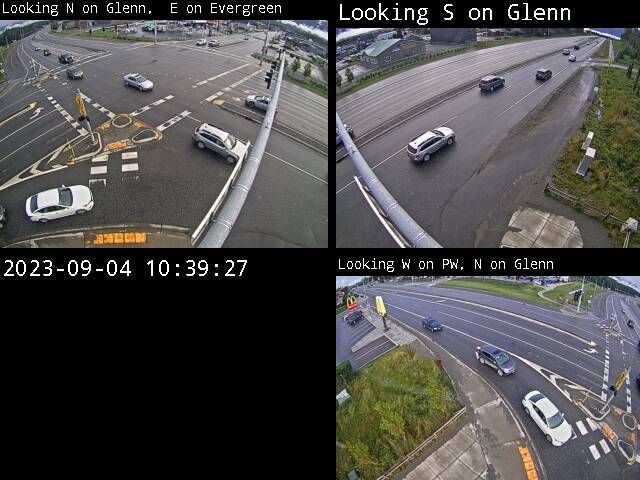 Looking N on Glenn,  E on Evergreen
Looking S on Glenn
2023-09-04 10:39:27
Looking W on PW, N on Glenn